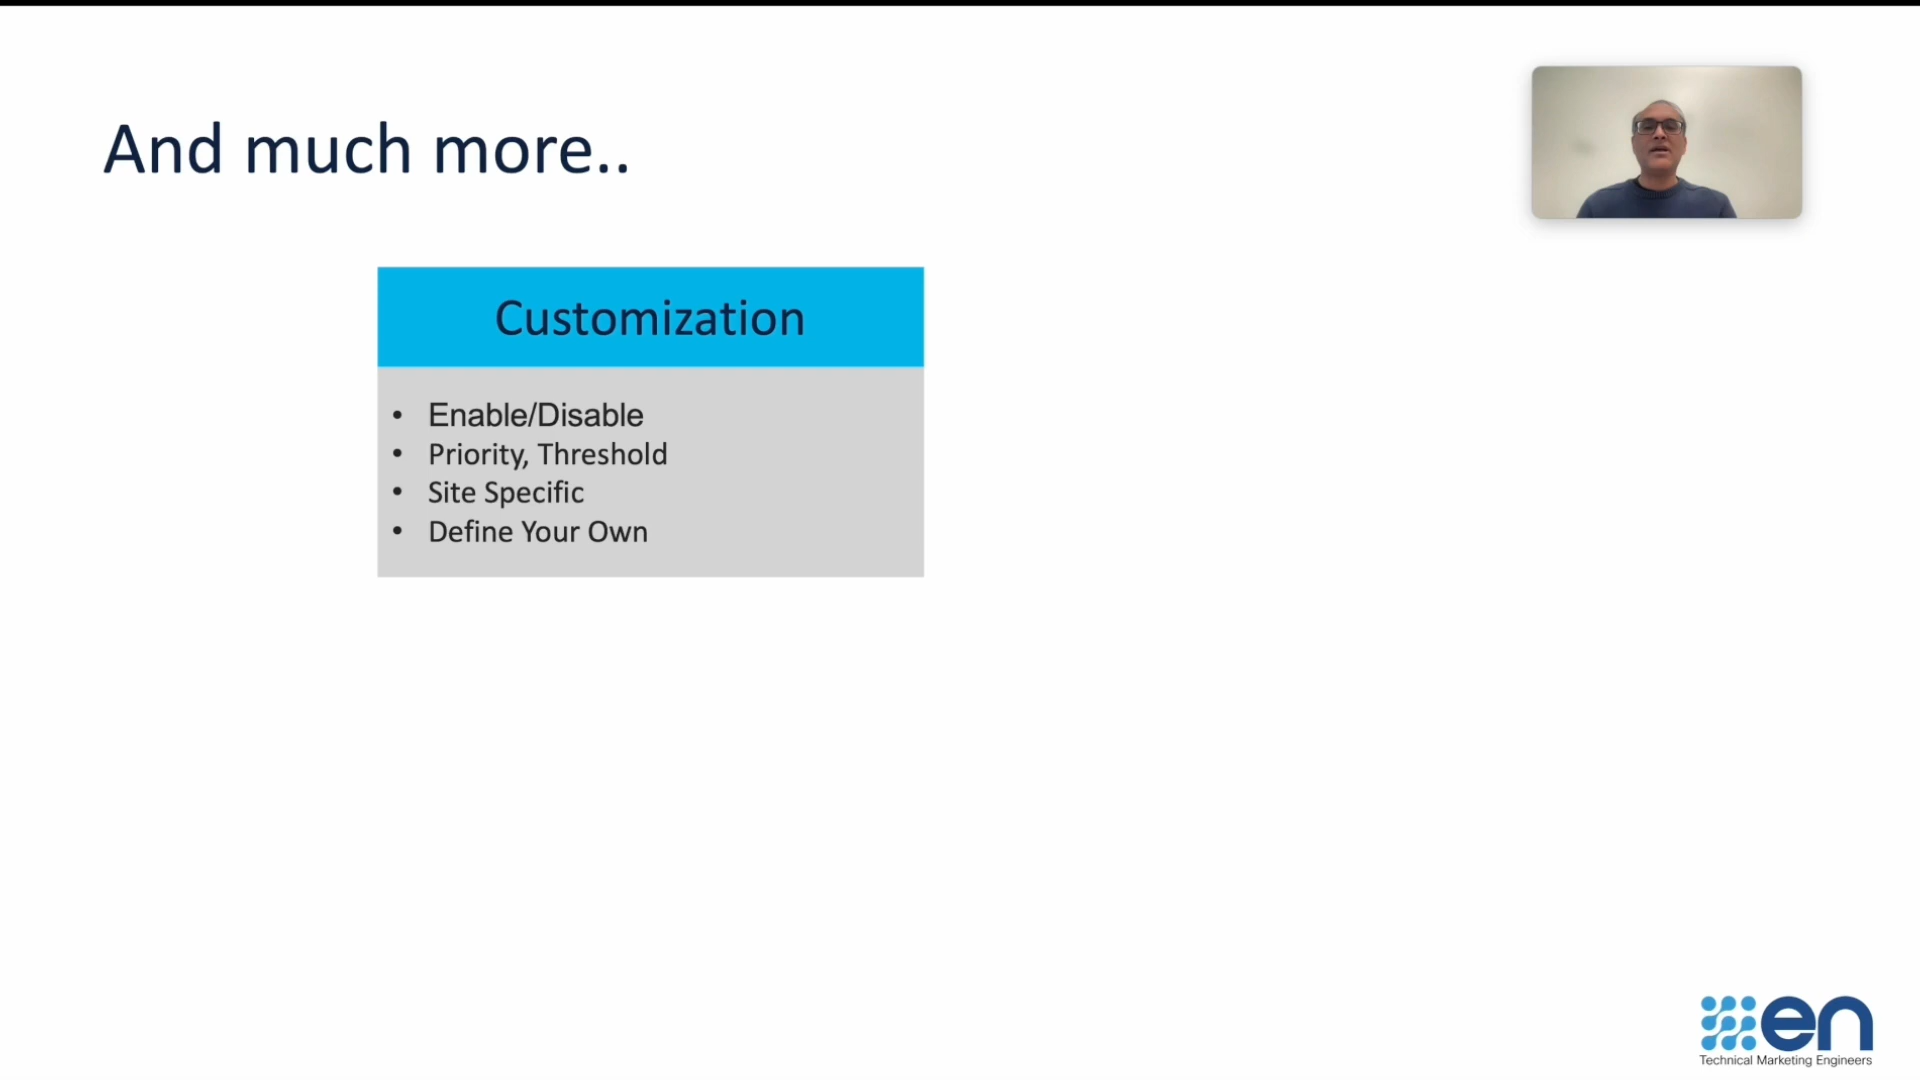 And much more..
Customization
• Enable/Disable
• Priority, Threshold
• Site Specific
• Define Your Own
en
Technical Marketing Engineers